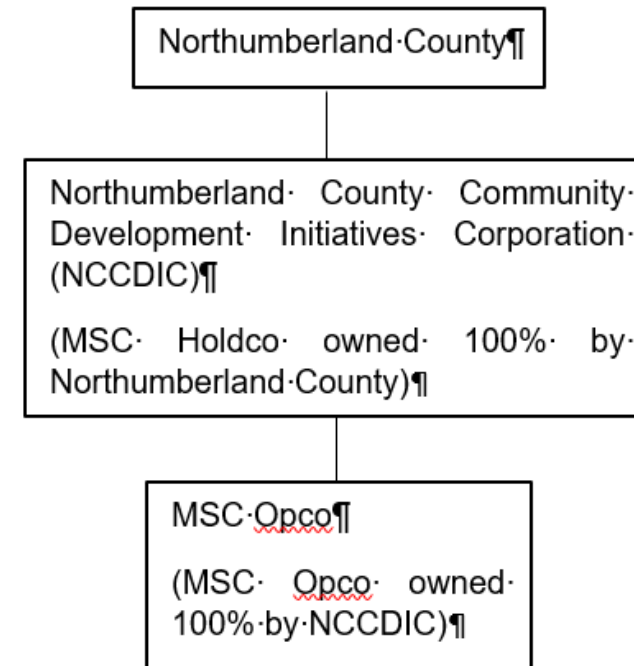 Northumberland·County¶
Northumberland· County· Community·
Development· Initiatives· Corporation·
(NCCDIC)¶
(MSC· Holdco· owned· 100%· by·
Northumberland·County)¶
MSC·Opco¶
(MSC· Opco· owned·
100%·by·NCCDIC)¶